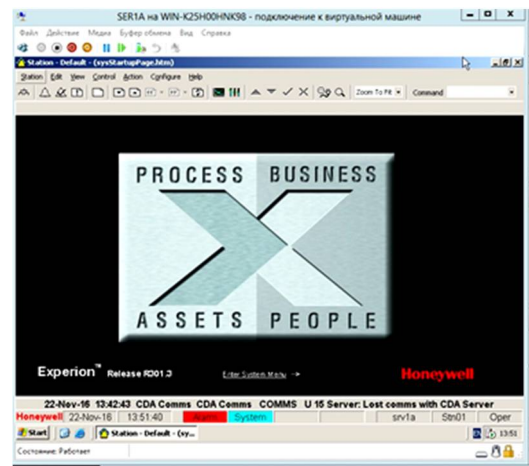 SER1A на WIN-K25H00HNK98 - подключение к виртуальной машине
Файл Действие Медиа Буфер обмена Вид Справка
Station - Default - (sysStartupPage.htm)
Station Edit View Control Action Configure Help
Zoom To Fit Command
PROCESS BUSINESS
ASSETS PEOPLE
Experion™ Release R301.3 Enter System Menu --> Honeywell
22-Nov-16 13:42:43 CDA Comms CDA Comms COMMS U 15 Server: Lost comms with CDA Server
Honeywell 22-Nov-16 13:51:40 Alarm System srv1a Stn01 Oper
Start Station - Default - (sy... 13:51
Состояние: Работает